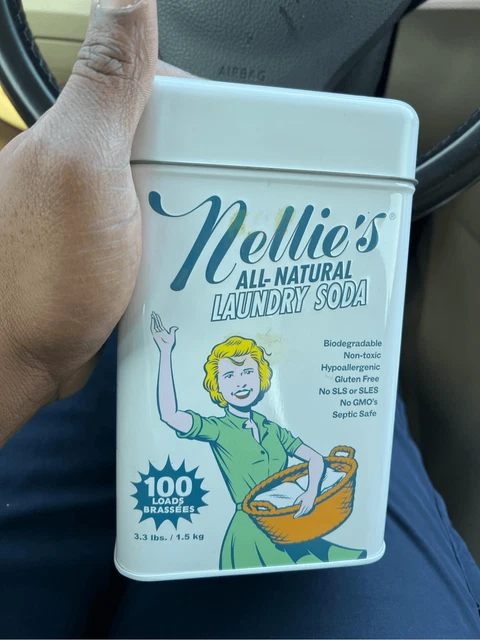 AIRBAG
Nellie's®
ALL-NATURAL
LAUNDRY SODA
Biodegradable
Non-toxic
Hypoallergenic
Gluten Free
No SLS or SLES
No GMO's
Septic Safe
100
LOADS
BRASSÉES
3.3 lbs. / 1.5 kg